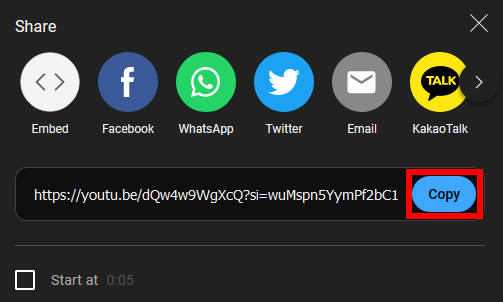 Share
TALK
Embed Facebook WhatsApp Twitter Email KakaoTalk
https://youtu.be/dQw4w9WgXcQ?si=wuMspn5YymPf2bC1 Copy
Start at 0:05